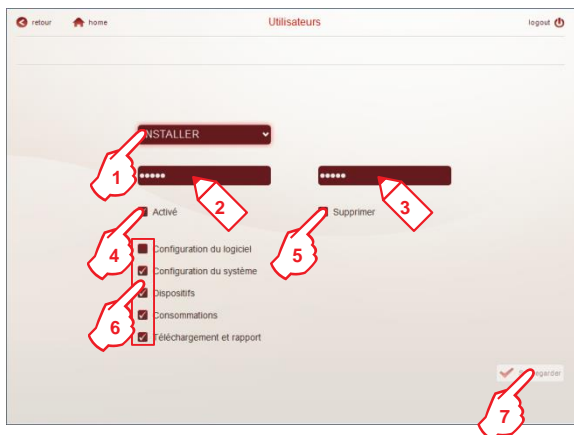 retour home Utilisateurs logout
INSTALLER
1 ••••• 2 ••••• 3
4 Activé 5 Supprimer
Configuration du logiciel
Configuration du système
6 Dispositifs
Consommations
Téléchargement et rapport
7